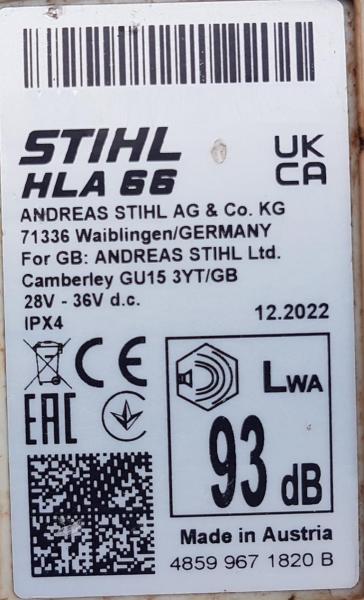 STIHL
HLA 66
UK
CA
ANDREAS STIHL AG & Co. KG
71336 Waiblingen/GERMANY
For GB: ANDREAS STIHL Ltd.
Camberley GU15 3YT/GB
28V - 36V d.c.
IPX4
12.2022
CE
EAC
LWA
93 dB
Made in Austria
4859 967 1820 B